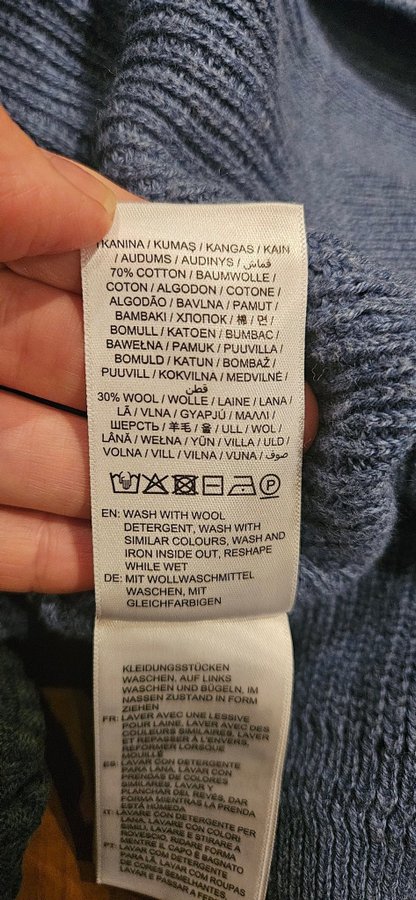 TKANINA / KUMAŞ / KANGAS / KAIN
/ AUDUMS / AUDINYS / قماش
70% COTTON / BAUMWOLLE /
COTON / ALGODON / COTONE /
ALGODÃO / BAVLNA / PAMUT /
BAMBAKI / ХЛОПОК / 棉 / 면 /
BOMULL / KATOEN / BUMBAC /
BAWEŁNA / PAMUK / PUUVILLA /
BOMULD / KATUN / BOMBAŽ /
PUUVILL / KOKVILNA / MEDVILNĖ /
قطن
30% WOOL / WOLLE / LAINE / LANA /
LÃ / VLNA / GYAPJÚ / ΜΑΛΛΙ /
ШЕРСТЬ / 羊毛 / 울 / ULL / WOL /
LÂNĂ / WEŁNA / YÜN / VILLA / ULD /
VOLNA / VILL / VILNA / VUNA / صوف
P
EN: WASH WITH WOOL
DETERGENT, WASH WITH
SIMILAR COLOURS, WASH AND
IRON INSIDE OUT, RESHAPE
WHILE WET
DE: MIT WOLLWASCHMITTEL
WASCHEN, MIT
GLEICHFARBIGEN
KLEIDUNGSSTÜCKEN
WASCHEN, AUF LINKS
WASCHEN UND BÜGELN, IM
NASSEN ZUSTAND IN FORM
ZIEHEN
FR: LAVER AVEC UNE LESSIVE
POUR LAINE, LAVER AVEC DES
COULEURS SIMILAIRES, LAVER
ET REPASSER À L'ENVERS,
REFORMER LORSQUE
MOUILLÉ
ES: LAVAR CON DETERGENTE
PARA LANA, LAVAR CON
PRENDAS DE COLORES
SIMILARES, LAVAR Y
PLANCHAR DEL REVÉS, DAR
FORMA MIENTRAS LA PRENDA
ESTÁ HÚMEDA
IT: LAVARE CON DETERGENTE PER
LANA, LAVARE CON COLORI
SIMILI, LAVARE E STIRARE A
ROVESCIO, RIDARE FORMA
MENTRE IL CAPO È BAGNATO
PT: LAVAR COM DETERGENTE
PARA LÃ, LAVAR COM ROUPAS
DE CORES SEMELHANTES,
LAVAR E PASSAR A FERRO